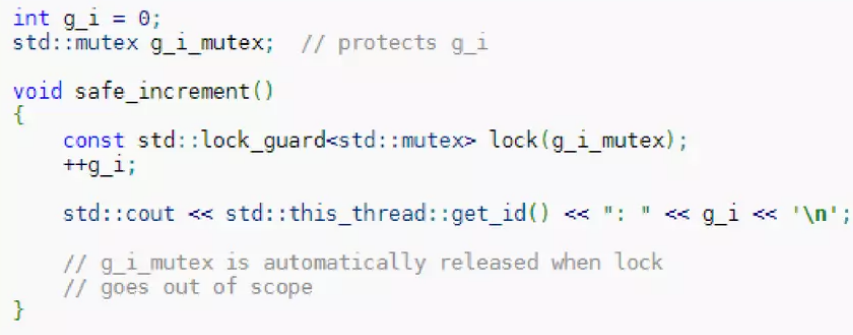 int g_i = 0;
std::mutex g_i_mutex;  // protects g_i

void safe_increment()
{
    const std::lock_guard<std::mutex> lock(g_i_mutex);
    ++g_i;

    std::cout << std::this_thread::get_id() << ": " << g_i << '\n';

    // g_i_mutex is automatically released when lock
    // goes out of scope
}